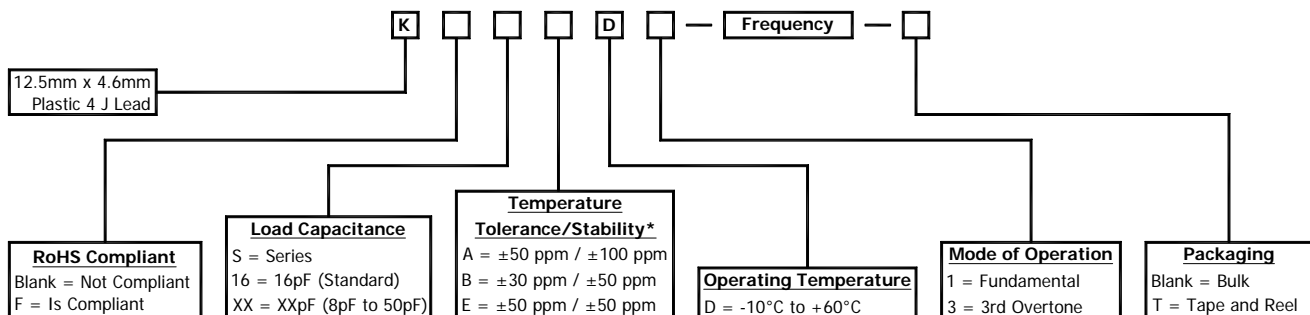 K D Frequency
12.5mm x 4.6mm
Plastic 4 J Lead
RoHS Compliant
Blank = Not Compliant
F = Is Compliant
Load Capacitance
S = Series
16 = 16pF (Standard)
XX = XXpF (8pF to 50pF)
Temperature
Tolerance/Stability*
A = ±50 ppm / ±100 ppm
B = ±30 ppm / ±50 ppm
E = ±50 ppm / ±50 ppm
Operating Temperature
D = -10°C to +60°C
Mode of Operation
1 = Fundamental
3 = 3rd Overtone
Packaging
Blank = Bulk
T = Tape and Reel